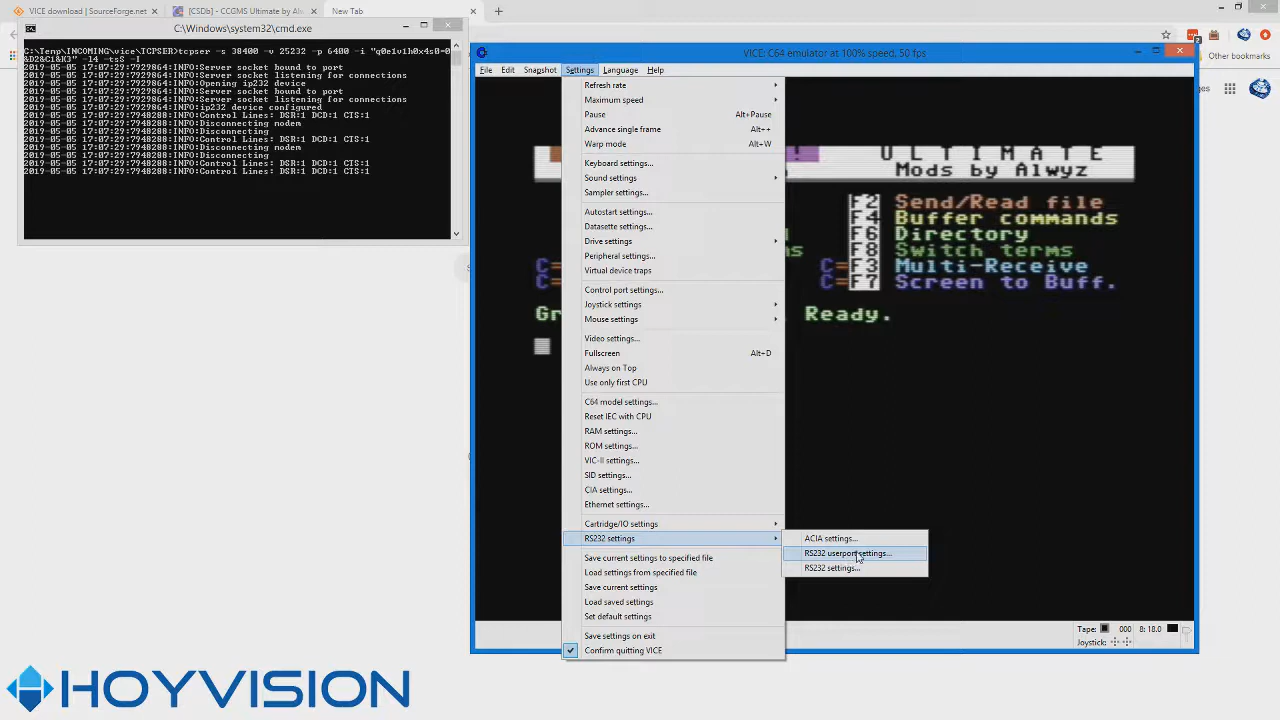 VICE download | SourceForge.net
[CSDb] - CCGMS Ultimate by Alw
New Tab
C:\Windows\system32\cmd.exe
C:\Temp\INCOMING\vice\TCPSER>tcpser -s 38400 -v 25232 -p 6400 -i
2019-05-05 17:07:29:7929864:INFO:Server socket bound to port
2019-05-05 17:07:29:7929864:INFO:Server socket listening for connections
2019-05-05 17:07:29:7929864:INFO:Opening ip232 device
2019-05-05 17:07:29:7929864:INFO:Server socket bound to port
2019-05-05 17:07:29:7929864:INFO:Server socket listening for connections
2019-05-05 17:07:29:7929864:INFO:ip232 device configured
2019-05-05 17:07:29:7948288:INFO:Control Lines: DSR:1 DCD:1 CTS:1
2019-05-05 17:07:29:7948288:INFO:Disconnecting modem
2019-05-05 17:07:29:7948288:INFO:Disconnecting
2019-05-05 17:07:29:7948288:INFO:Control Lines: DSR:1 DCD:1 CTS:1
2019-05-05 17:07:29:7948288:INFO:Disconnecting modem
2019-05-05 17:07:29:7948288:INFO:Disconnecting
2019-05-05 17:07:29:7948288:INFO:Control Lines: DSR:1 DCD:1 CTS:1
2019-05-05 17:07:29:7948288:INFO:Control Lines: DSR:1 DCD:1 CTS:1
Other bookmarks
VICE: C64 emulator at 100% speed, 50 fps
File Edit Snapshot Settings Language Help
Refresh rate
Maximum speed
Pause Alt+Pause
Advance single frame Alt++
Warp mode Alt+W
Keyboard settings...
Sound settings
Sampler settings...
Autostart settings...
Datasette settings...
Drive settings
Peripheral settings...
Virtual device traps
Control port settings...
Joystick settings
Mouse settings
Video settings...
Fullscreen Alt+D
Always on Top
Use only first CPU
C64 model settings...
Reset IEC with CPU
RAM settings...
ROM settings...
VIC-II settings...
SID settings...
CIA settings...
Ethernet settings...
Cartridge/IO settings
RS232 settings
Save current settings to specified file
Load settings from specified file
Save current settings
Load saved settings
Set default settings
Save settings on exit
Confirm quitting VICE
ACIA settings...
RS232 userport settings...
RS232 settings...
! ULTIMATE
Mods by Alwyz
F2 Send/Read file
F4 Buffer commands
F6 Directory
F8 Switch terms
C=F3 Multi-Receive
C=F7 Screen to Buff.
Ready.
Tape: 000 8: 18.0
Joystick:
HOYVISION